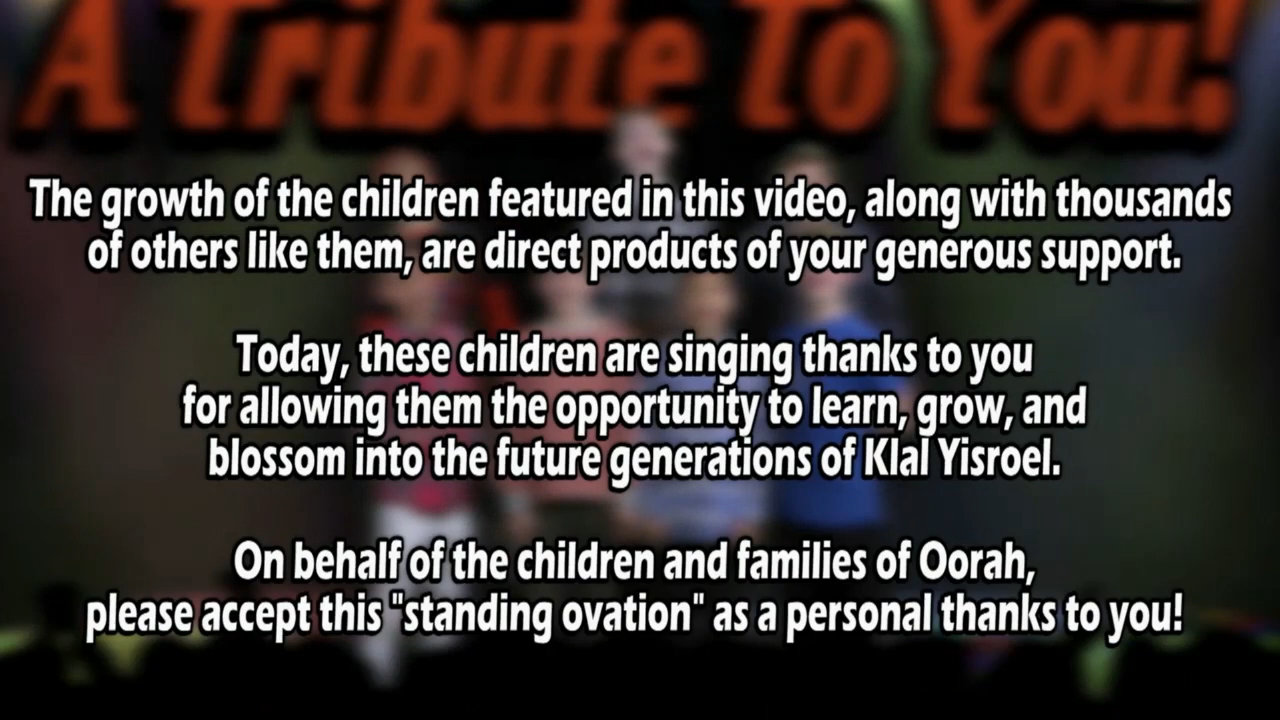 A Tribute To You!
The growth of the children featured in this video, along with thousands
of others like them, are direct products of your generous support.
Today, these children are singing thanks to you
for allowing them the opportunity to learn, grow, and
blossom into the future generations of Klal Yisroel.
On behalf of the children and families of Oorah,
please accept this "standing ovation" as a personal thanks to you!